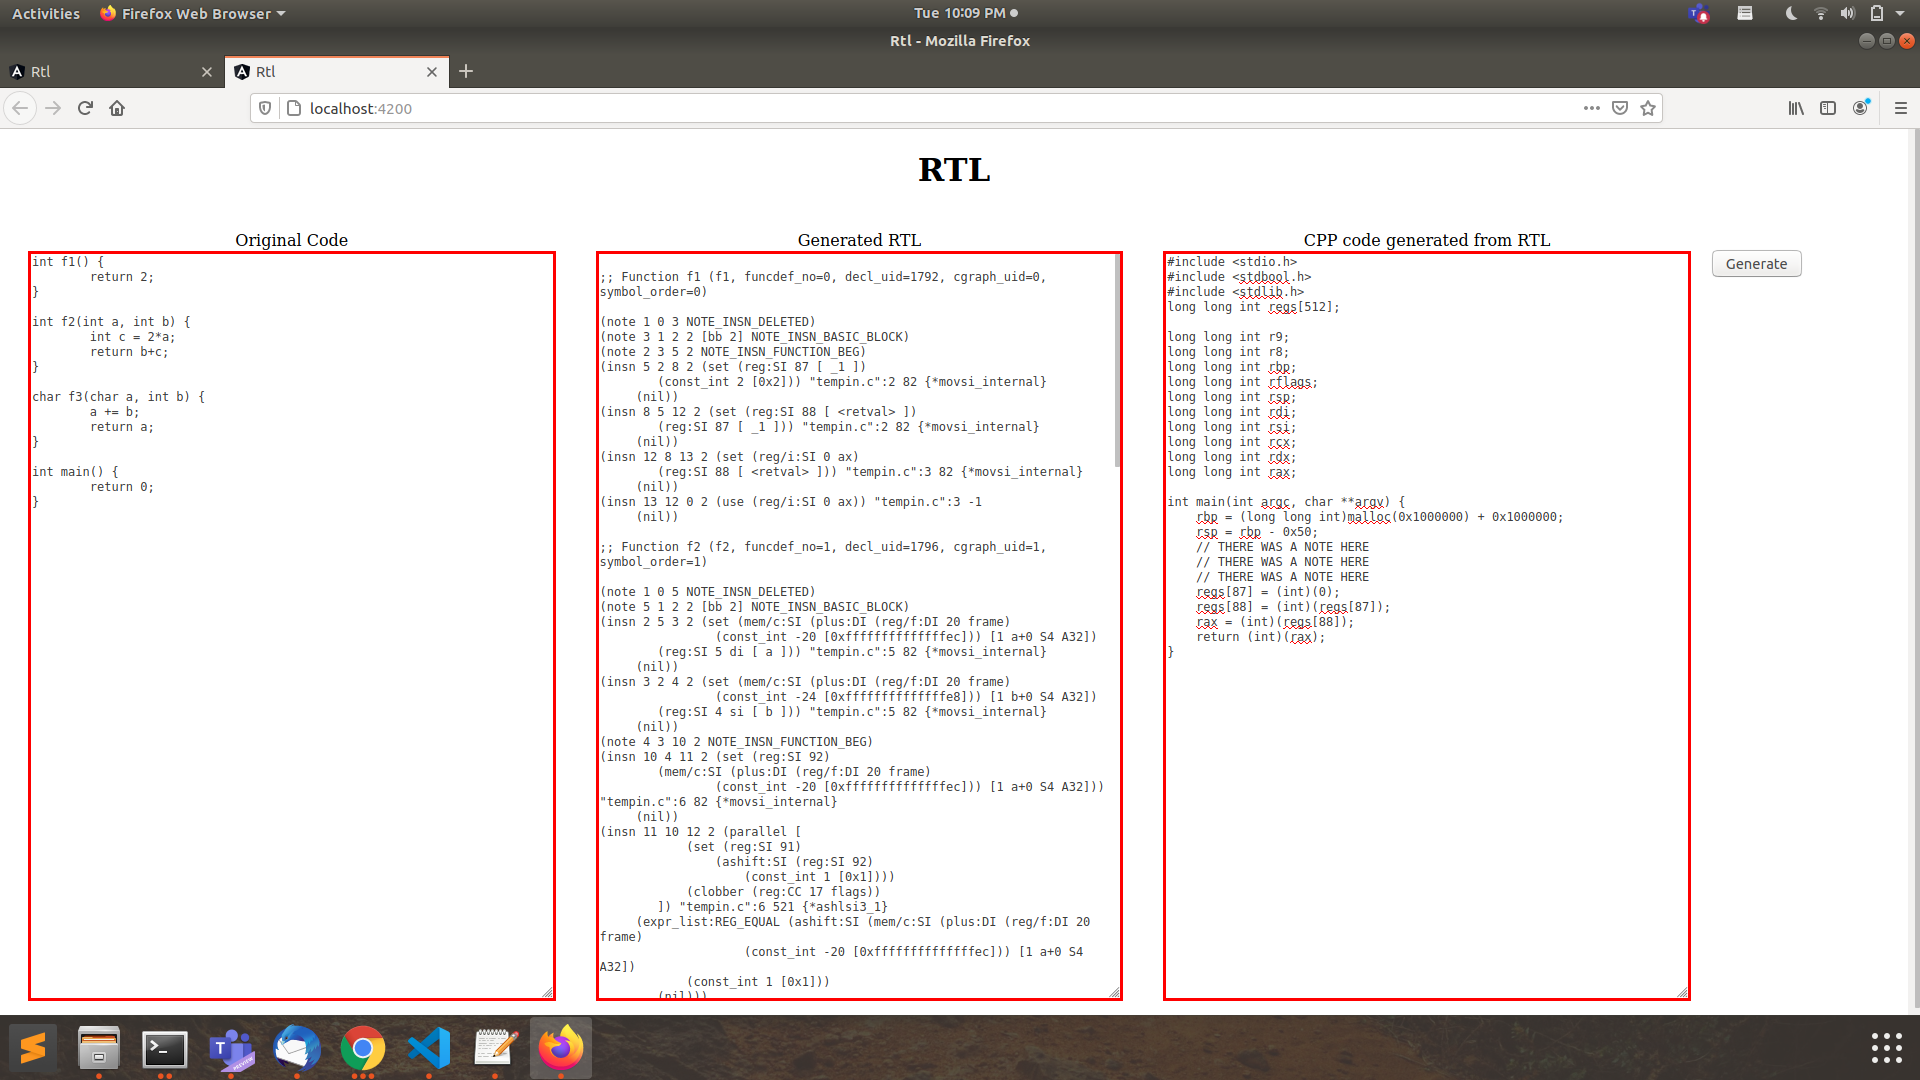 Activities
Firefox Web Browser
Tue 10:09 PM
Rtl - Mozilla Firefox
Rtl
Rtl
localhost:4200
RTL
Original Code
int f1() {
        return 2;
}

int f2(int a, int b) {
        int c = 2*a;
        return b+c;
}

char f3(char a, int b) {
        a += b;
        return a;
}

int main() {
        return 0;
}
Generated RTL
;; Function f1 (f1, funcdef_no=0, decl_uid=1792, cgraph_uid=0,
symbol_order=0)

(note 1 0 3 NOTE_INSN_DELETED)
(note 3 1 2 2 [bb 2] NOTE_INSN_BASIC_BLOCK)
(note 2 3 5 2 NOTE_INSN_FUNCTION_BEG)
(insn 5 2 8 2 (set (reg:SI 87 [ _1 ])
        (const_int 2 [0x2])) "tempin.c":2 82 {*movsi_internal}
     (nil))
(insn 8 5 12 2 (set (reg:SI 88 [ <retval> ])
        (reg:SI 87 [ _1 ])) "tempin.c":2 82 {*movsi_internal}
     (nil))
(insn 12 8 13 2 (set (reg/i:SI 0 ax)
        (reg:SI 88 [ <retval> ])) "tempin.c":3 82 {*movsi_internal}
     (nil))
(insn 13 12 0 2 (use (reg/i:SI 0 ax)) "tempin.c":3 -1
     (nil))

;; Function f2 (f2, funcdef_no=1, decl_uid=1796, cgraph_uid=1,
symbol_order=1)

(note 1 0 5 NOTE_INSN_DELETED)
(note 5 1 2 2 [bb 2] NOTE_INSN_BASIC_BLOCK)
(insn 2 5 3 2 (set (mem/c:SI (plus:DI (reg/f:DI 20 frame)
                (const_int -20 [0xffffffffffffffec])) [1 a+0 S4 A32])
        (reg:SI 5 di [ a ])) "tempin.c":5 82 {*movsi_internal}
     (nil))
(insn 3 2 4 2 (set (mem/c:SI (plus:DI (reg/f:DI 20 frame)
                (const_int -24 [0xffffffffffffffe8])) [1 b+0 S4 A32])
        (reg:SI 4 si [ b ])) "tempin.c":5 82 {*movsi_internal}
     (nil))
(note 4 3 10 2 NOTE_INSN_FUNCTION_BEG)
(insn 10 4 11 2 (set (reg:SI 92)
        (mem/c:SI (plus:DI (reg/f:DI 20 frame)
                (const_int -20 [0xffffffffffffffec])) [1 a+0 S4 A32]))
"tempin.c":6 82 {*movsi_internal}
     (nil))
(insn 11 10 12 2 (parallel [
            (set (reg:SI 91)
                (ashift:SI (reg:SI 92)
                    (const_int 1 [0x1])))
            (clobber (reg:CC 17 flags))
        ]) "tempin.c":6 521 {*ashlsi3_1}
     (expr_list:REG_EQUAL (ashift:SI (mem/c:SI (plus:DI (reg/f:DI 20
frame)
                    (const_int -20 [0xffffffffffffffec])) [1 a+0 S4
A32])
            (const_int 1 [0x1]))
        (nil)))
CPP code generated from RTL
#include <stdio.h>
#include <stdbool.h>
#include <stdlib.h>
long long int regs[512];

long long int r9;
long long int r8;
long long int rbp;
long long int rflags;
long long int rsp;
long long int rdi;
long long int rsi;
long long int rcx;
long long int rdx;
long long int rax;

int main(int argc, char **argv) {
    rbp = (long long int)malloc(0x1000000) + 0x1000000;
    rsp = rbp - 0x50;
    // THERE WAS A NOTE HERE
    // THERE WAS A NOTE HERE
    // THERE WAS A NOTE HERE
    regs[87] = (int)(0);
    regs[88] = (int)(regs[87]);
    rax = (int)(regs[88]);
    return (int)(rax);
}
Generate